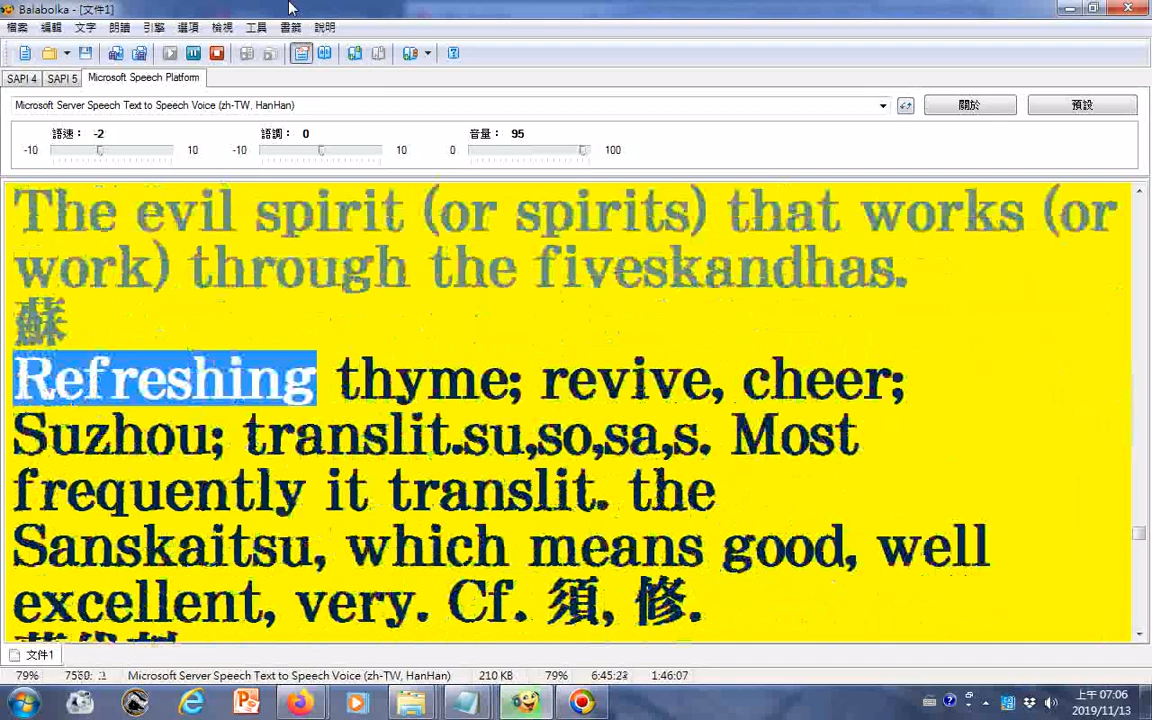 Balabolka - [文件1]
檔案 編輯 文字 朗讀 引擎 選項 檢視 工具 書籤 說明
SAPI 4 SAPI 5 Microsoft Speech Platform
Microsoft Server Speech Text to Speech Voice (zh-TW, HanHan) 關於 預設
語速： -2 語調： 0 音量： 95
-10 10 -10 10 0 100
The evil spirit (or spirits) that works (or
work) through the fiveskandhas.
蘇
Refreshing thyme; revive, cheer;
Suzhou; translit.su,so,sa,s. Most
frequently it translit. the
Sanskaitsu, which means good, well
excellent, very. Cf. 須, 修.
文件1
79% Microsoft Server Speech Text to Speech Voice (zh-TW, HanHan) 210 KB 79% 6:45:23 1:46:07
上午 07:06
2019/11/13